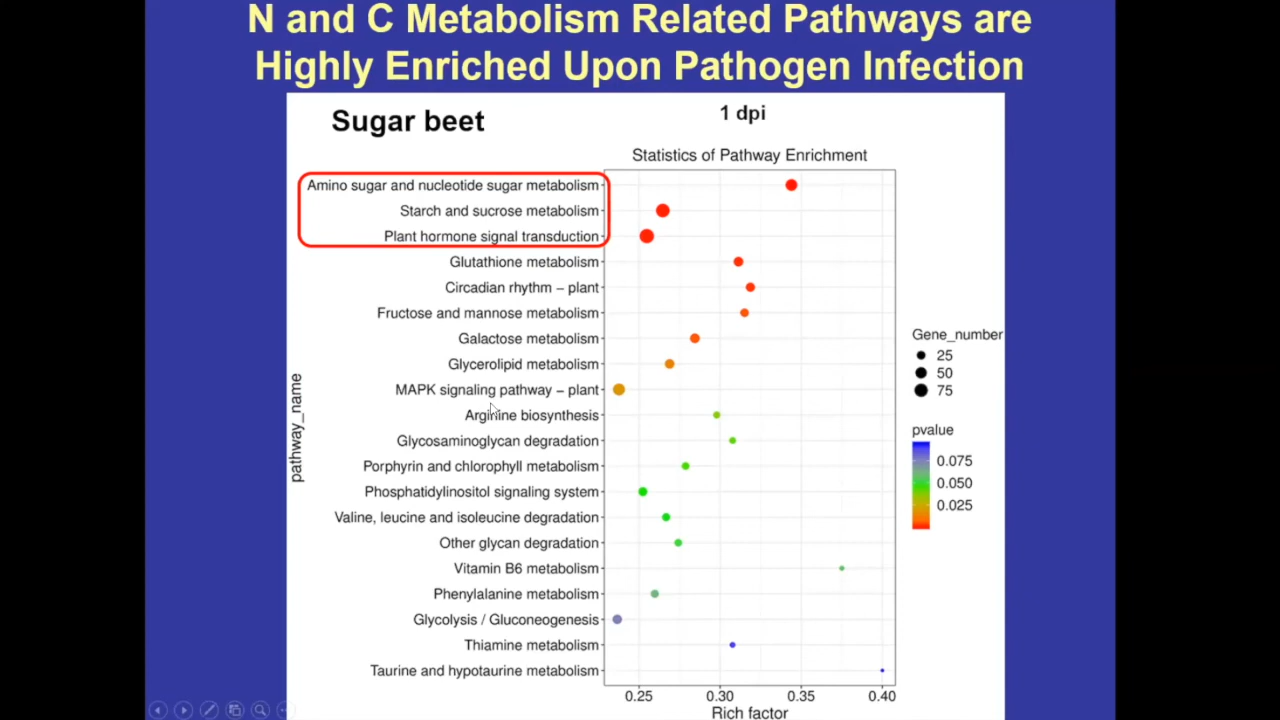 N and C Metabolism Related Pathways are
Highly Enriched Upon Pathogen Infection
Sugar beet
1 dpi
Statistics of Pathway Enrichment
Amino sugar and nucleotide sugar metabolism
Starch and sucrose metabolism
Plant hormone signal transduction
Glutathione metabolism
Circadian rhythm – plant
Fructose and mannose metabolism
Galactose metabolism
Glycerolipid metabolism
MAPK signaling pathway – plant
Arginine biosynthesis
Glycosaminoglycan degradation
Porphyrin and chlorophyll metabolism
Phosphatidylinositol signaling system
Valine, leucine and isoleucine degradation
Other glycan degradation
Vitamin B6 metabolism
Phenylalanine metabolism
Glycolysis / Gluconeogenesis
Thiamine metabolism
Taurine and hypotaurine metabolism
pathway_name
0.25
0.30
0.35
0.40
Rich factor
Gene_number
25
50
75
pvalue
0.075
0.050
0.025